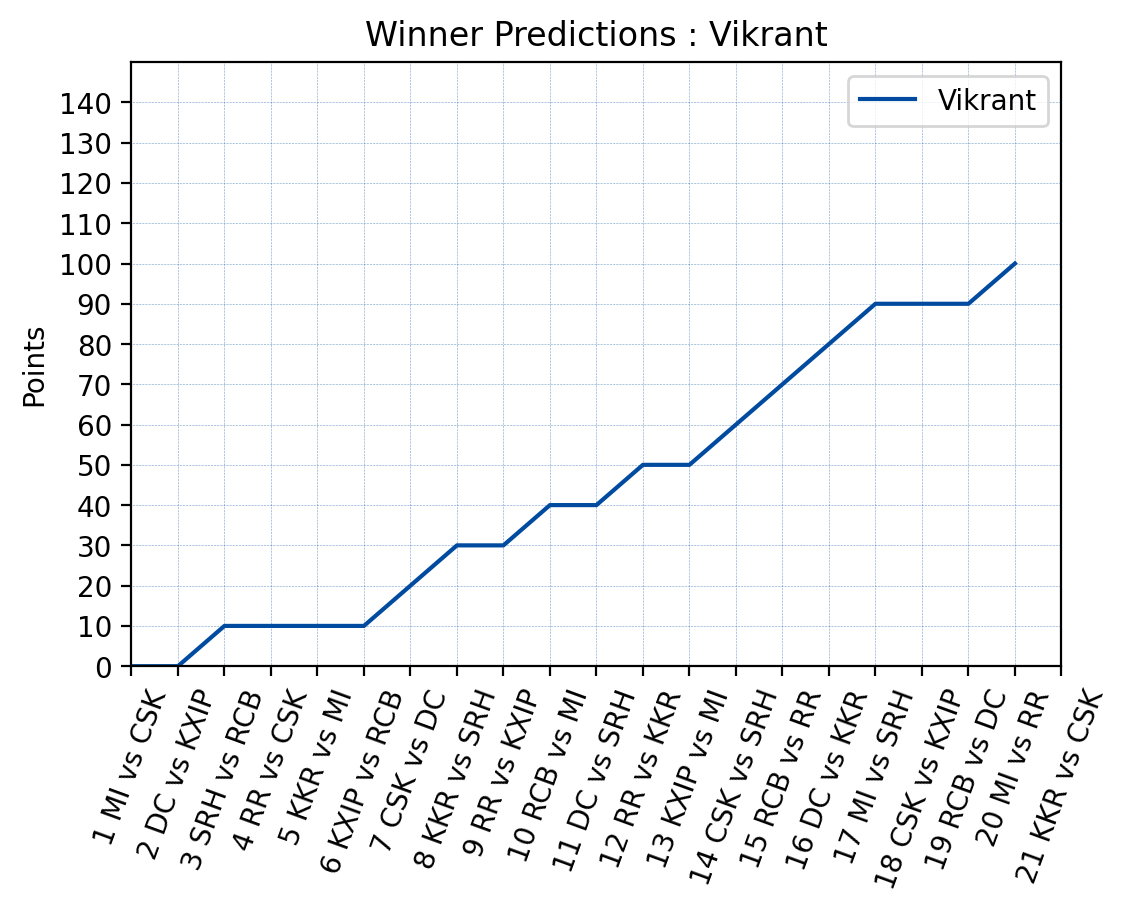 Winner Predictions : Vikrant
Vikrant
Points
140
130
120
110
100
90
80
70
60
50
40
30
20
10
0
1 MI vs CSK
2 DC vs KXIP
3 SRH vs RCB
4 RR vs CSK
5 KKR vs MI
6 KXIP vs RCB
7 CSK vs DC
8 KKR vs SRH
9 RR vs KXIP
10 RCB vs MI
11 DC vs SRH
12 RR vs KKR
13 KXIP vs MI
14 CSK vs SRH
15 RCB vs RR
16 DC vs KKR
17 MI vs SRH
18 CSK vs KXIP
19 RCB vs DC
20 MI vs RR
21 KKR vs CSK